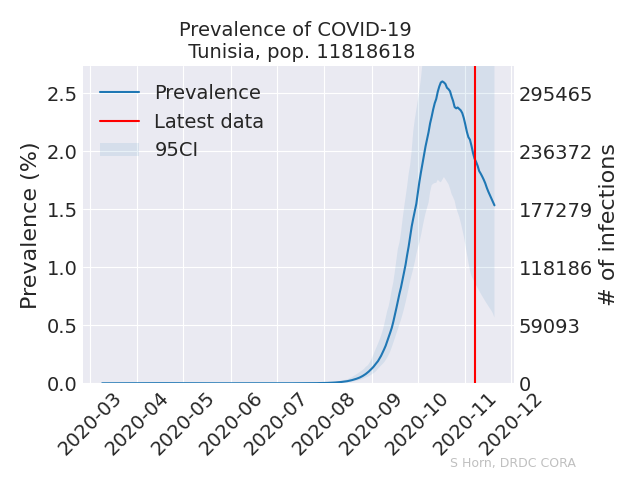 Prevalence of COVID-19
Tunisia, pop. 11818618
Prevalence
Latest data
95CI
Prevalence (%)
2.5
2.0
1.5
1.0
0.5
0.0
295465
236372
177279
118186
59093
0
# of infections
2020-03
2020-04
2020-05
2020-06
2020-07
2020-08
2020-09
2020-10
2020-11
2020-12
S Horn, DRDC CORA